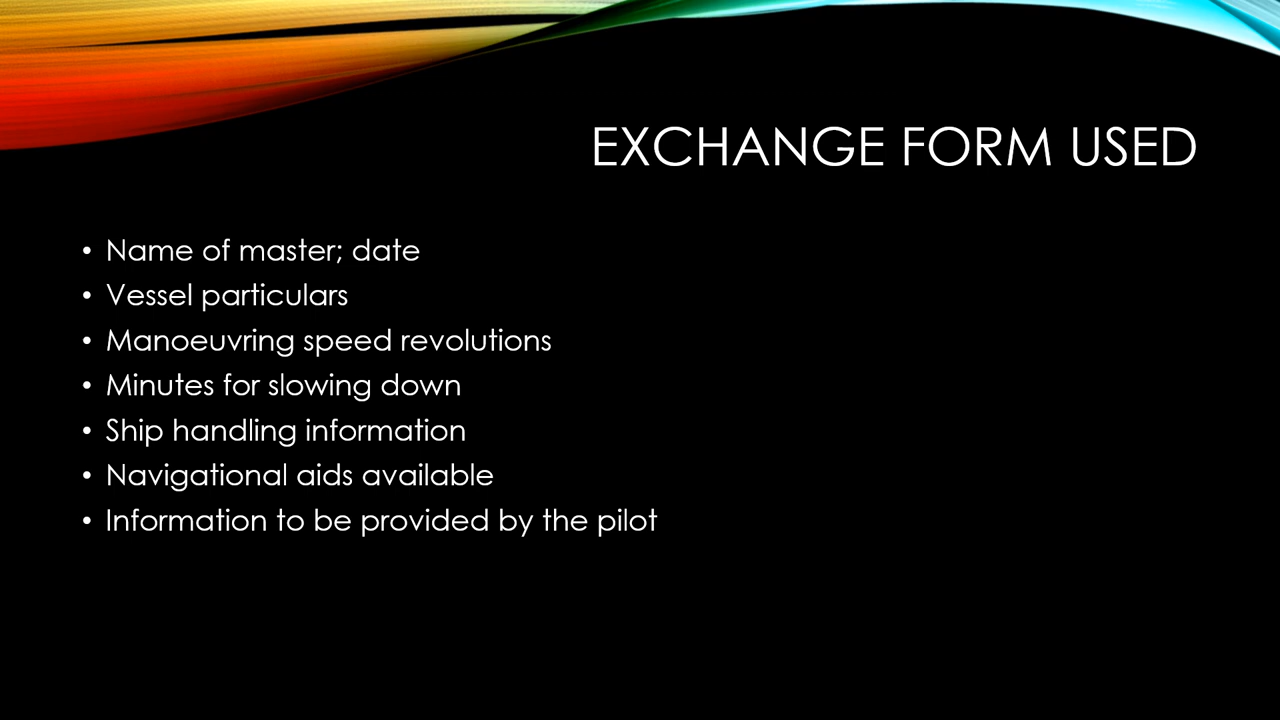 EXCHANGE FORM USED
• Name of master; date
• Vessel particulars
• Manoeuvring speed revolutions
• Minutes for slowing down
• Ship handling information
• Navigational aids available
• Information to be provided by the pilot